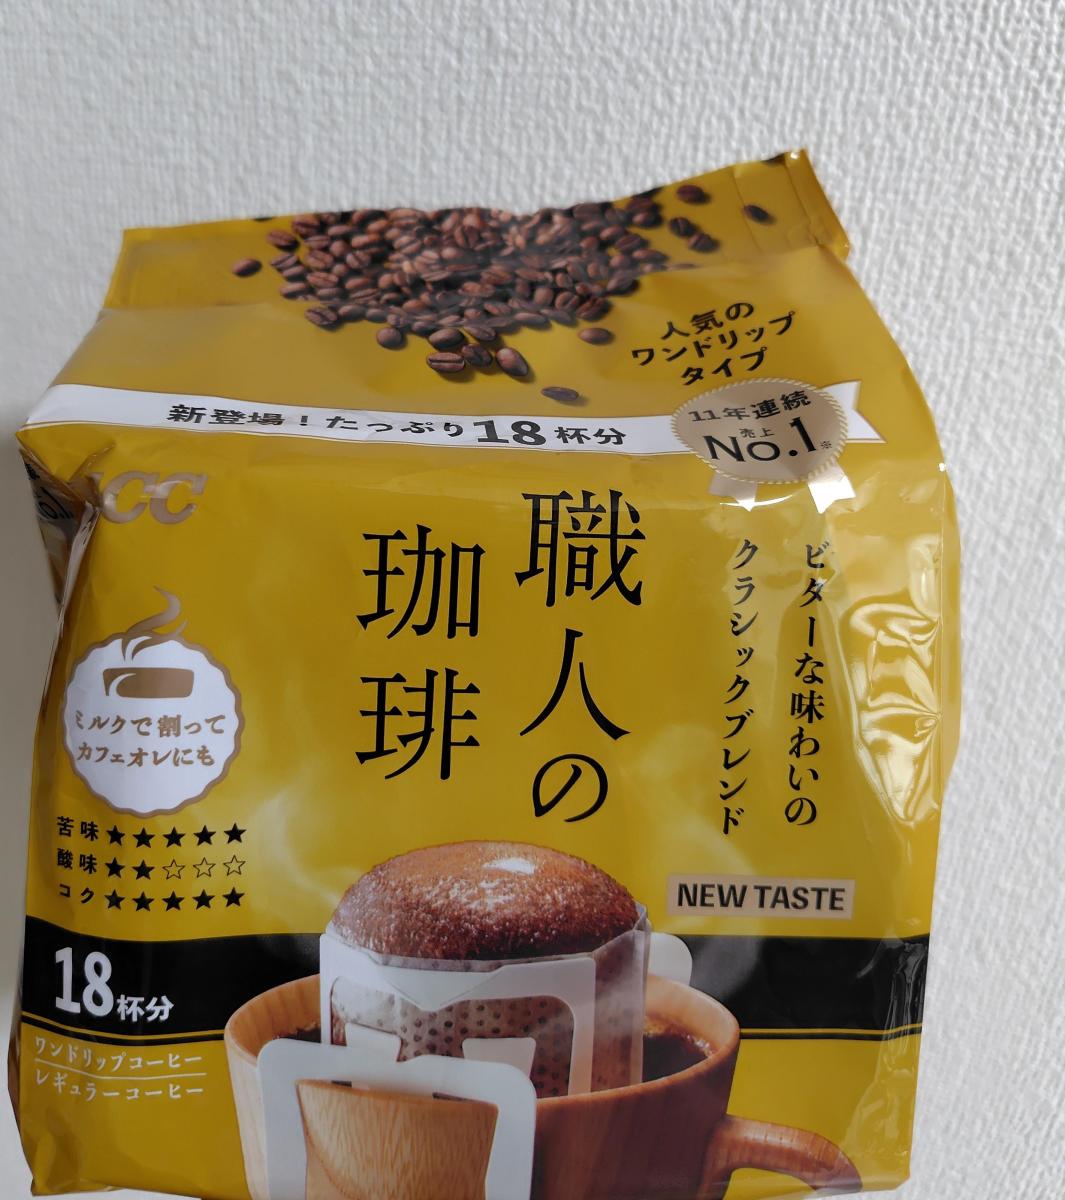 人気の
ワンドリップ
タイプ
新登場！たっぷり18杯分
11年連続
売上
No.1※
職人の
珈琲
ビターな味わいの
クラシックブレンド
ミルクで割って
カフェオレにも
苦味★★★★★
酸味★★☆☆☆
コク★★★★★
NEW TASTE
18杯分
ワンドリップコーヒー
レギュラーコーヒー